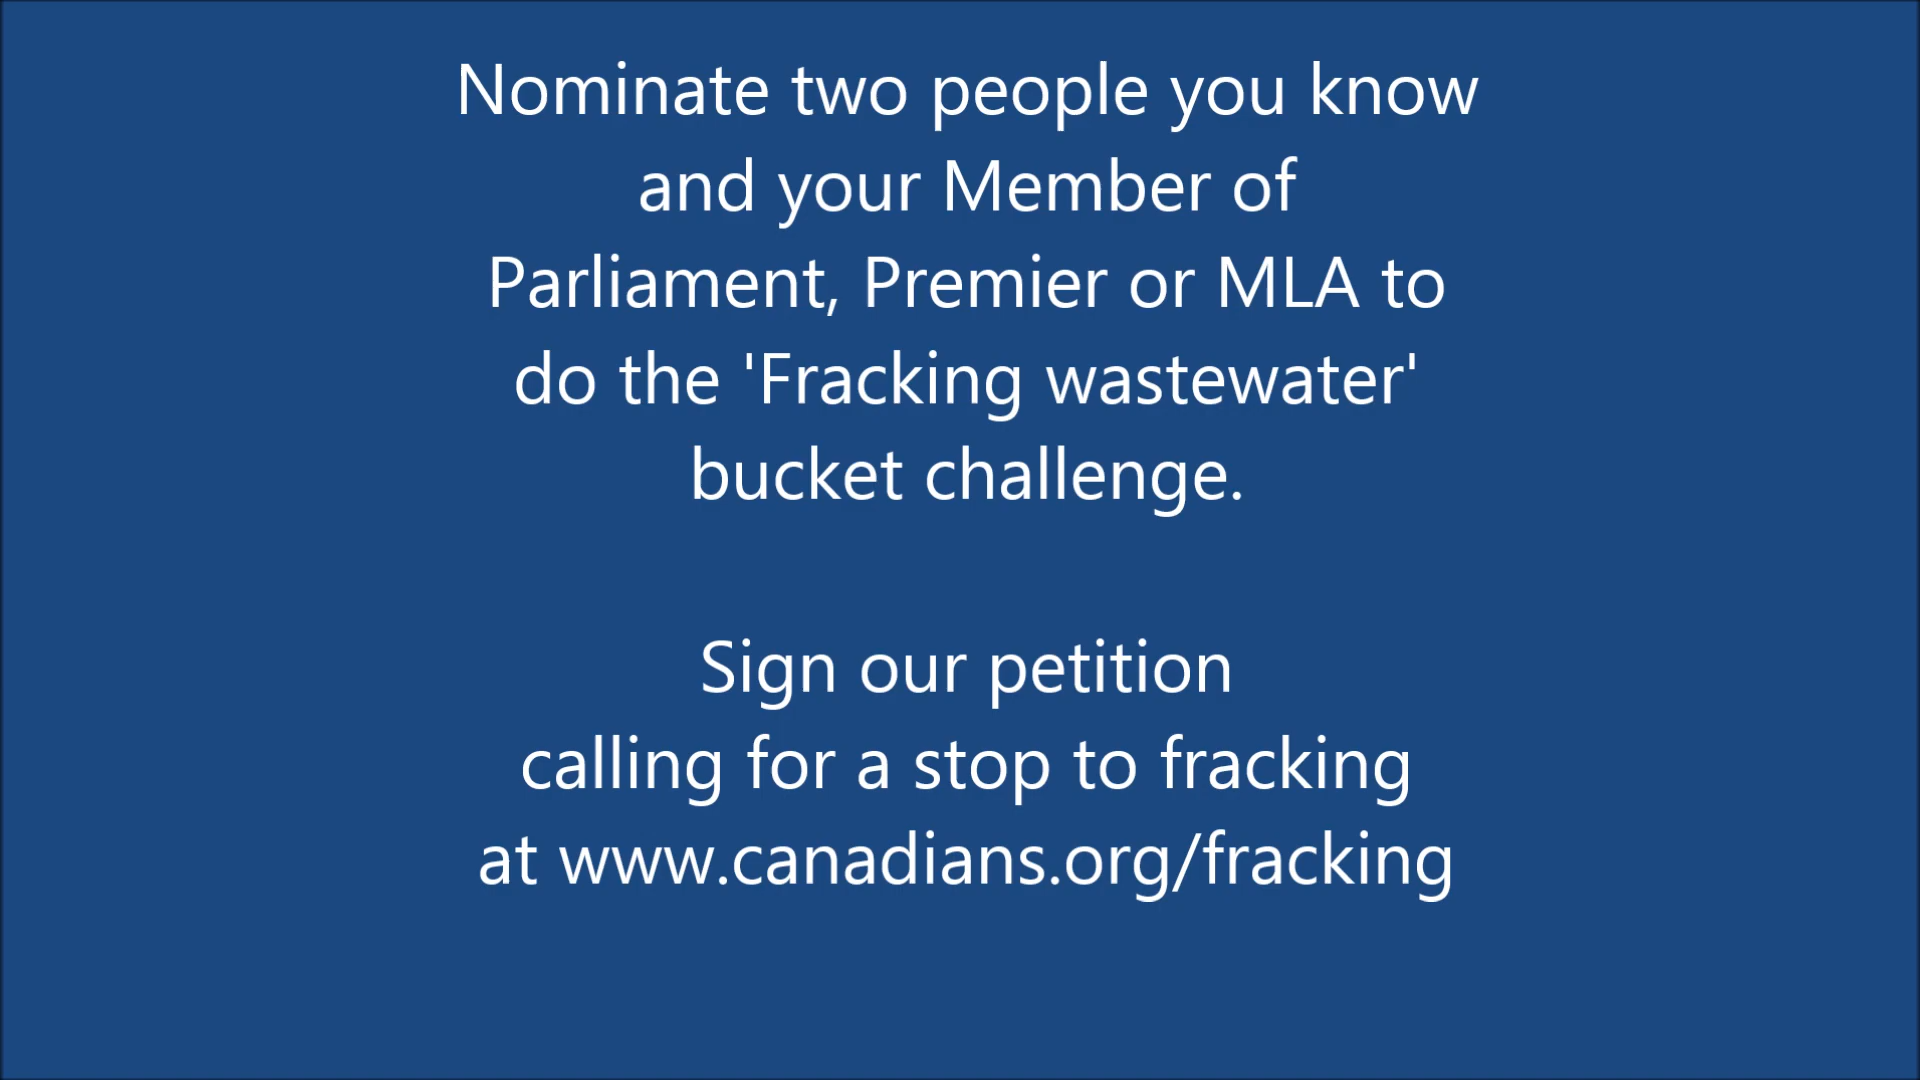 Nominate two people you know
and your Member of
Parliament, Premier or MLA to
do the 'Fracking wastewater'
bucket challenge.
Sign our petition
calling for a stop to fracking
at www.canadians.org/fracking